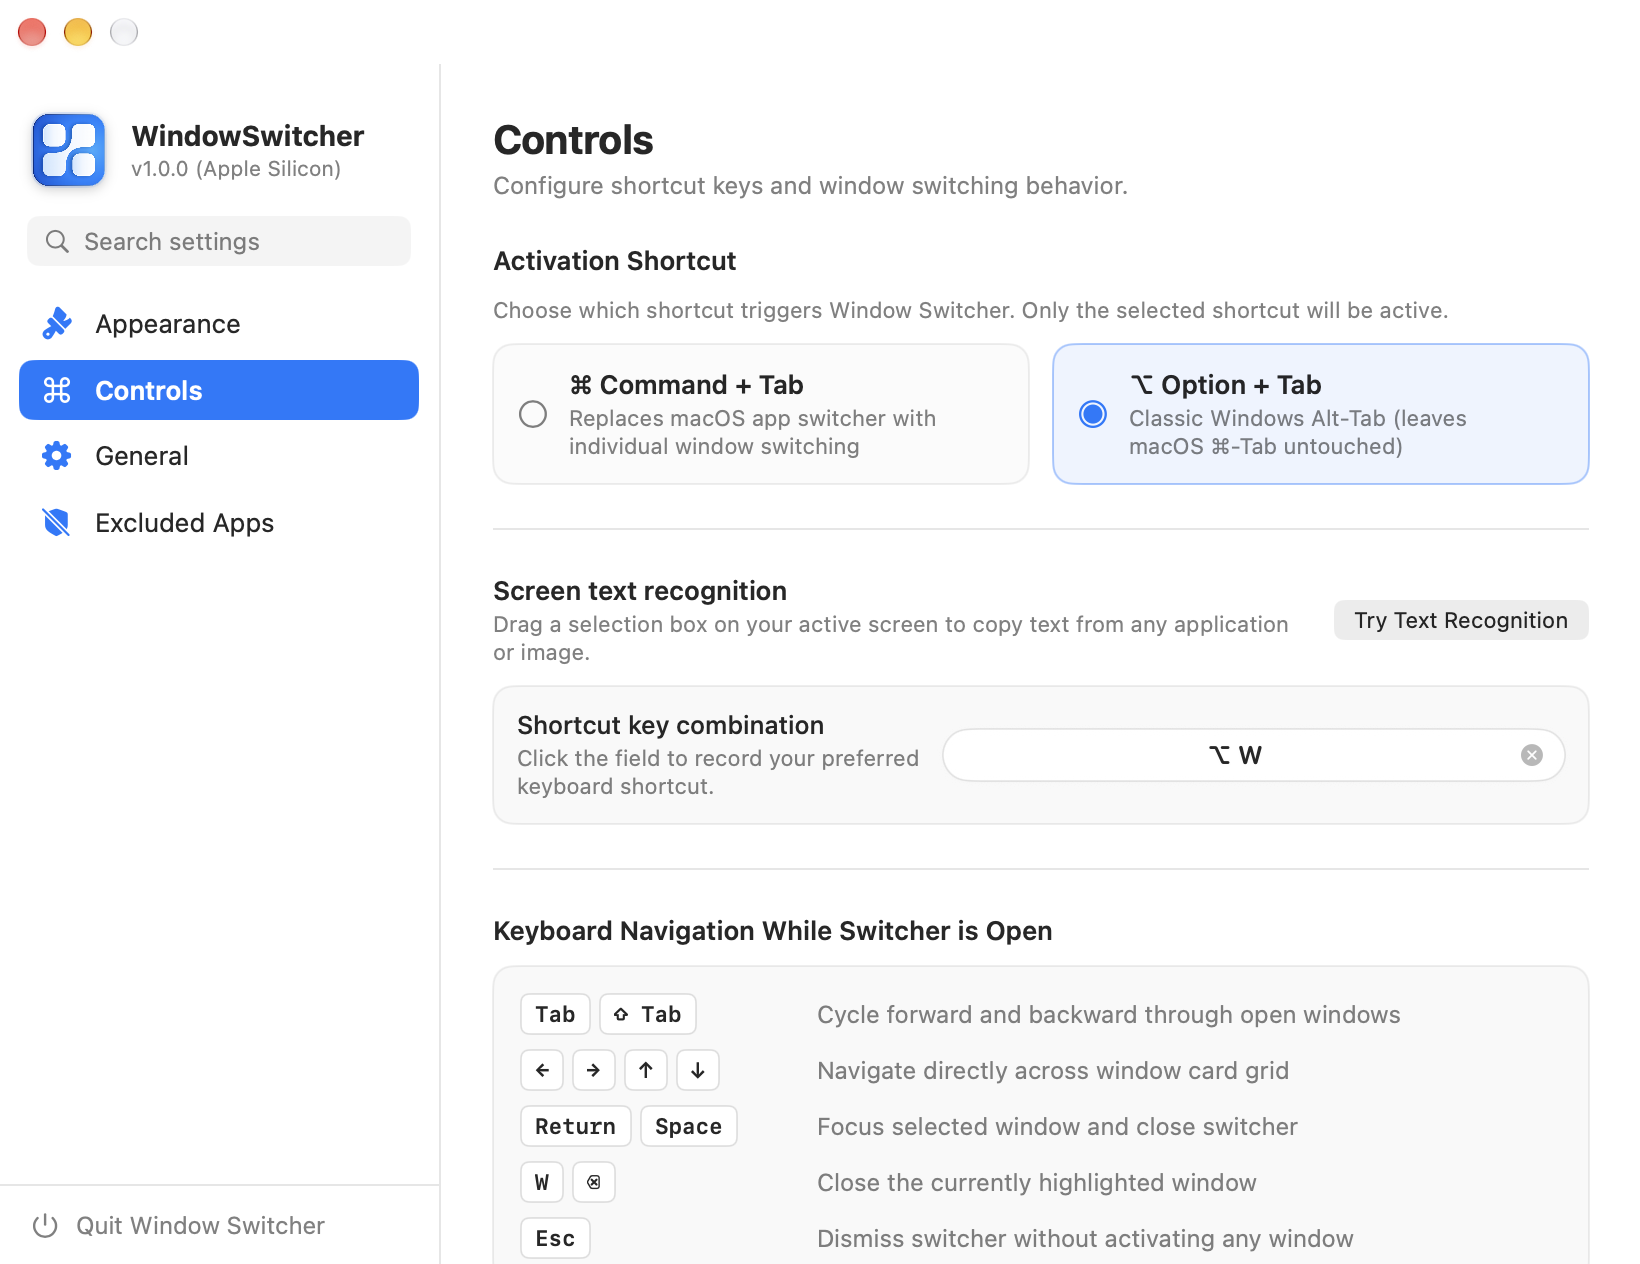 WindowSwitcher
v1.0.0 (Apple Silicon)
Search settings
Appearance
⌘ Controls
General
Excluded Apps
Quit Window Switcher
Controls
Configure shortcut keys and window switching behavior.
Activation Shortcut
Choose which shortcut triggers Window Switcher. Only the selected shortcut will be active.
⌘ Command + Tab
Replaces macOS app switcher with
individual window switching
⌥ Option + Tab
Classic Windows Alt-Tab (leaves
macOS ⌘-Tab untouched)
Screen text recognition
Drag a selection box on your active screen to copy text from any application
or image.
Try Text Recognition
Shortcut key combination
Click the field to record your preferred
keyboard shortcut.
⌥ W
Keyboard Navigation While Switcher is Open
Tab ⇧ Tab Cycle forward and backward through open windows
← → ↑ ↓ Navigate directly across window card grid
Return Space Focus selected window and close switcher
W ⌫ Close the currently highlighted window
Esc Dismiss switcher without activating any window